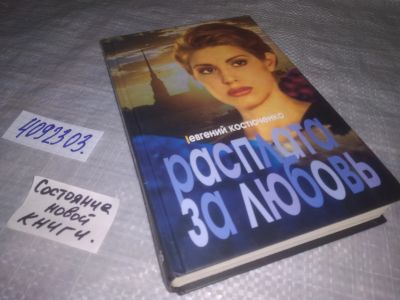 евгений костюченко
расплата
за любовь
4092303.
Состояние
новой
книги.